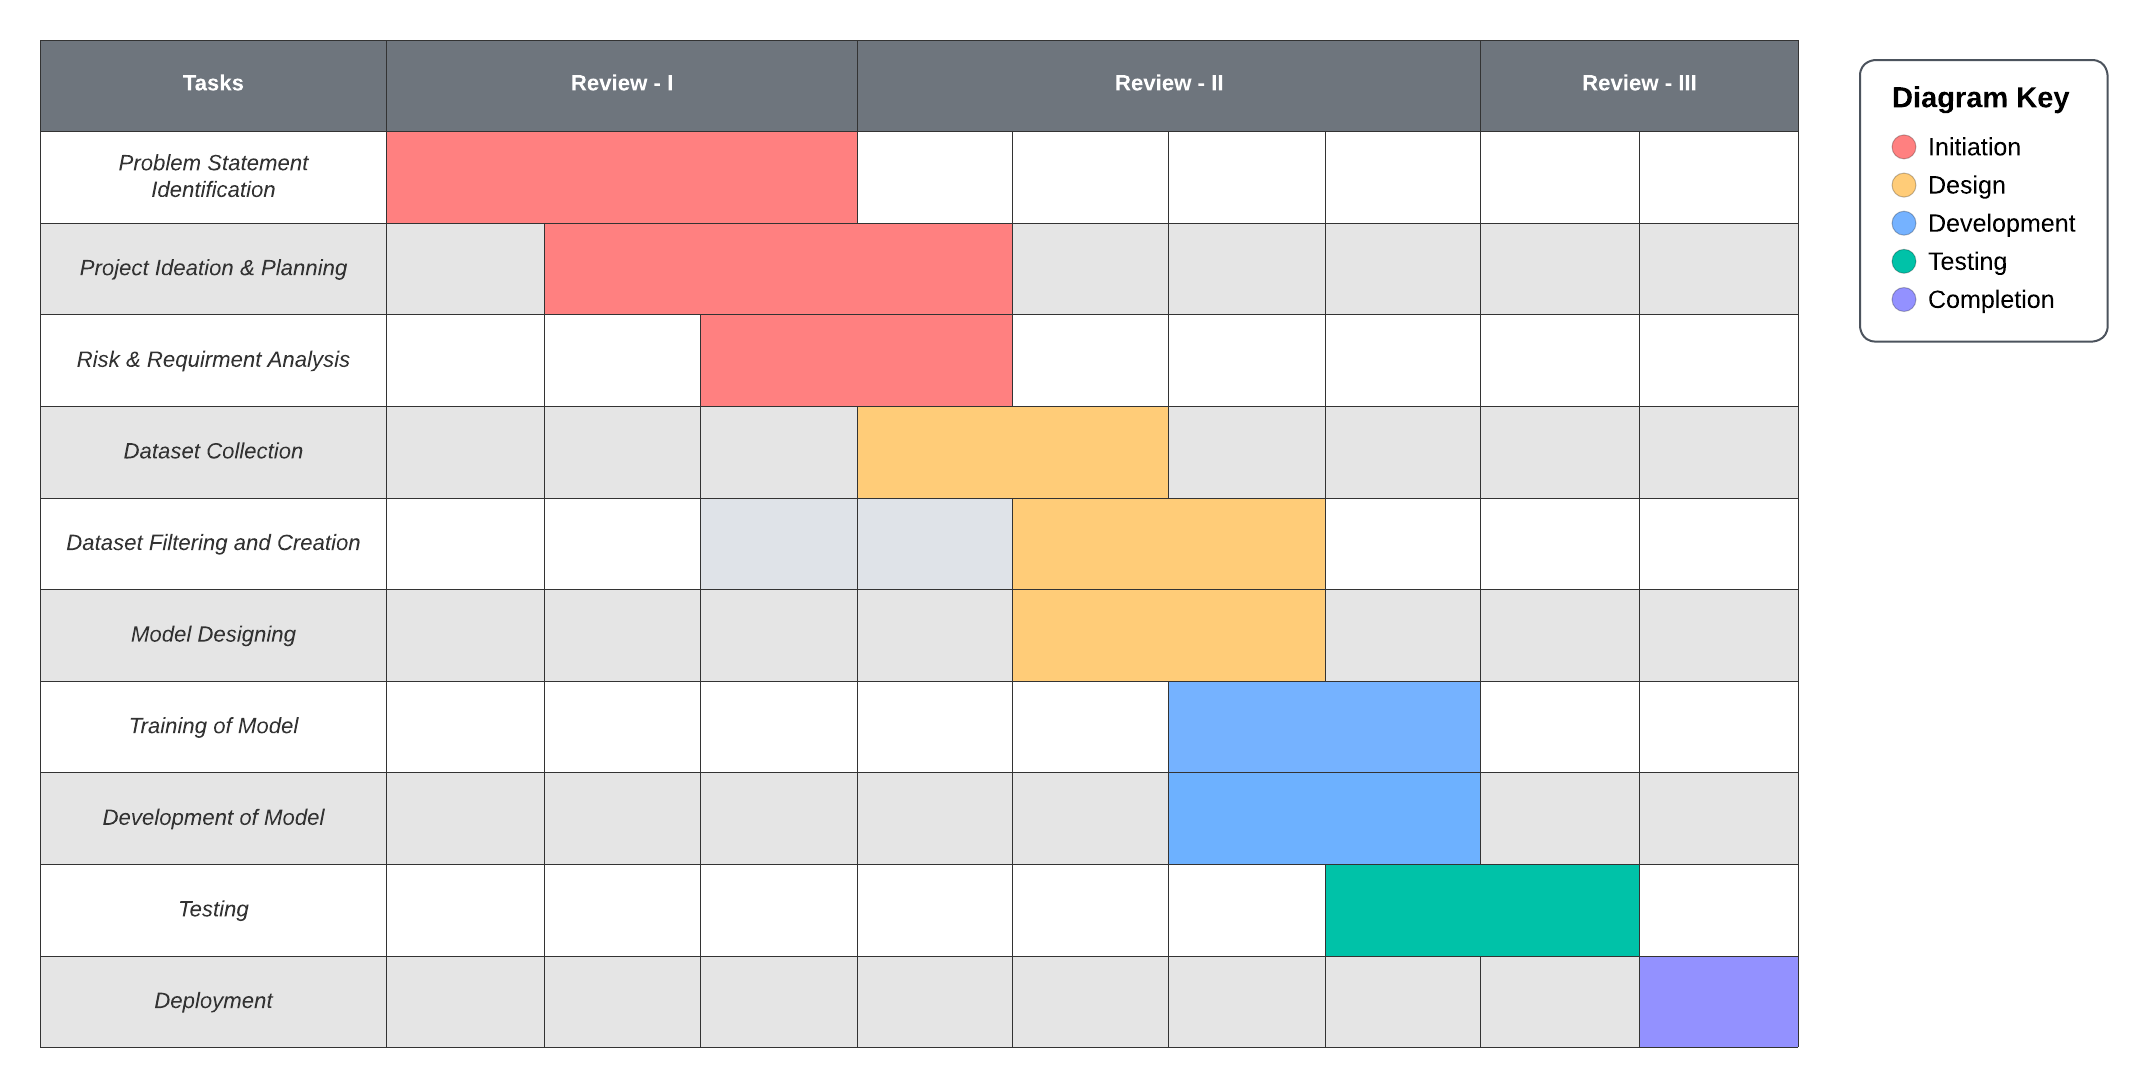 Tasks
Review - I
Review - II
Review - III
Problem Statement
Identification
Project Ideation & Planning
Risk & Requirment Analysis
Dataset Collection
Dataset Filtering and Creation
Model Designing
Training of Model
Development of Model
Testing
Deployment
Diagram Key
Initiation
Design
Development
Testing
Completion